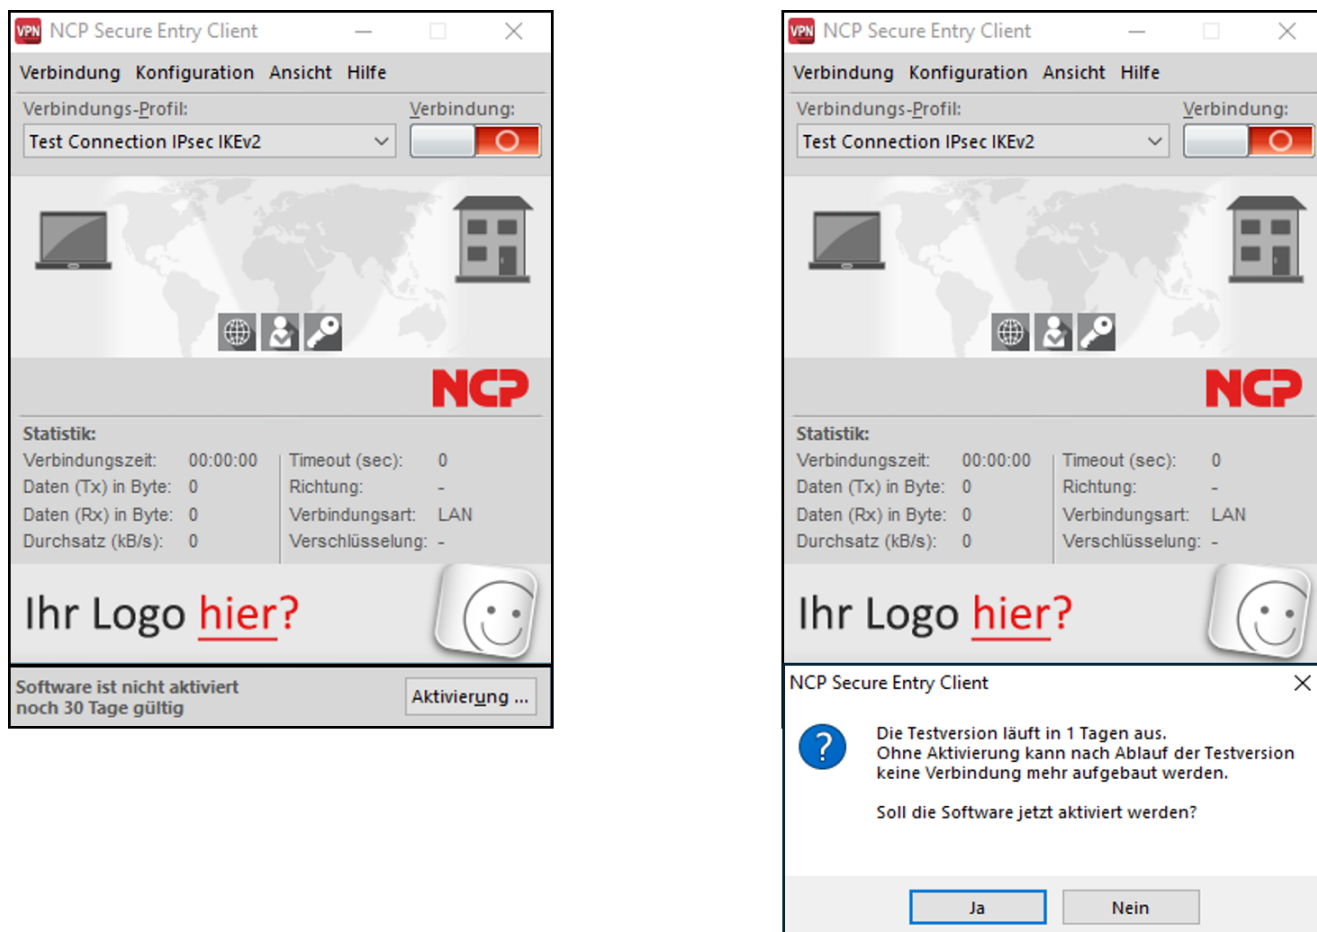 VPN NCP Secure Entry Client
Verbindung Konfiguration Ansicht Hilfe
Verbindungs-Profil: Verbindung:
Test Connection IPsec IKEv2
NCP
Statistik:
Verbindungszeit: 00:00:00 Timeout (sec): 0
Daten (Tx) in Byte: 0 Richtung: -
Daten (Rx) in Byte: 0 Verbindungsart: LAN
Durchsatz (kB/s): 0 Verschlüsselung: -
Ihr Logo hier?
Software ist nicht aktiviert
noch 30 Tage gültig
Aktivierung ...
VPN NCP Secure Entry Client
Verbindung Konfiguration Ansicht Hilfe
Verbindungs-Profil: Verbindung:
Test Connection IPsec IKEv2
NCP
Statistik:
Verbindungszeit: 00:00:00 Timeout (sec): 0
Daten (Tx) in Byte: 0 Richtung: -
Daten (Rx) in Byte: 0 Verbindungsart: LAN
Durchsatz (kB/s): 0 Verschlüsselung: -
Ihr Logo hier?
NCP Secure Entry Client
Die Testversion läuft in 1 Tagen aus.
Ohne Aktivierung kann nach Ablauf der Testversion
keine Verbindung mehr aufgebaut werden.
Soll die Software jetzt aktiviert werden?
Ja Nein